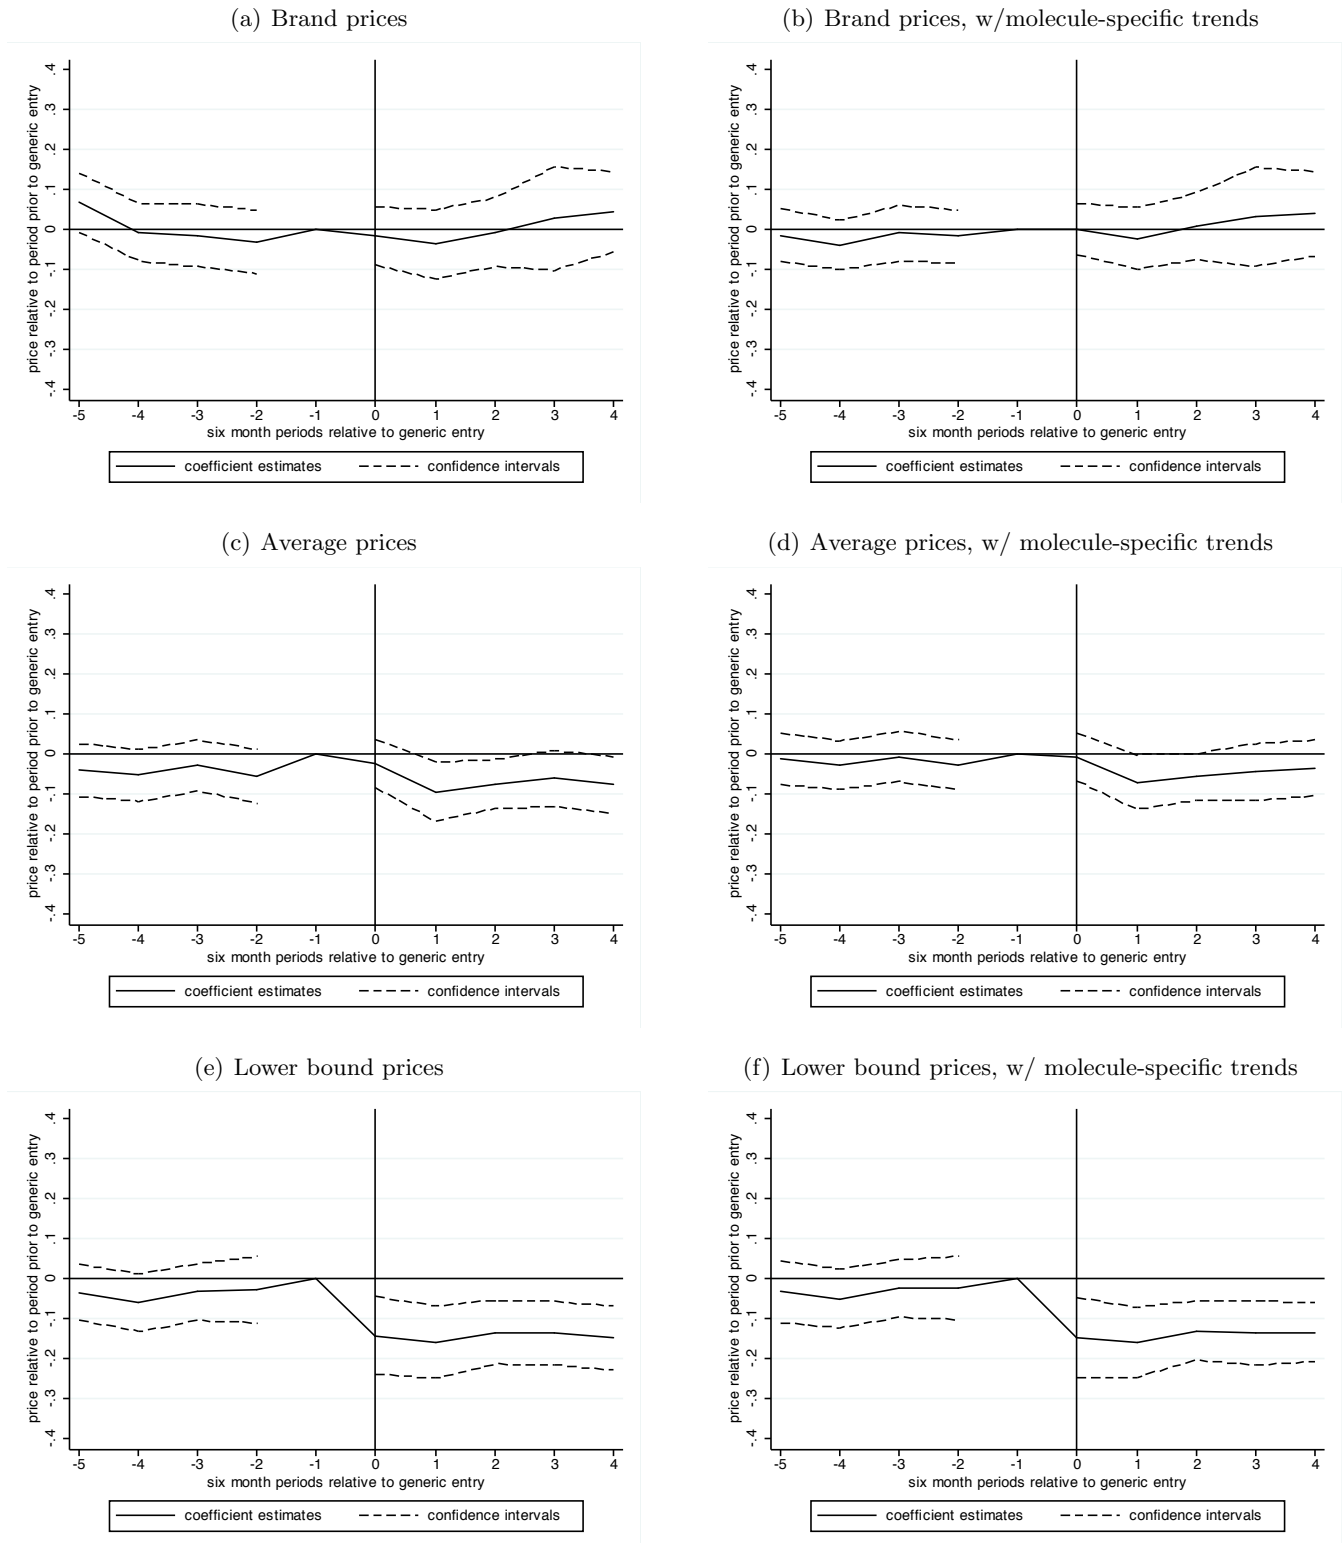 (a) Brand prices
price relative to period prior to generic entry
.4
.3
.2
.1
0
-.1
-.2
-.3
-.4
-5 -4 -3 -2 -1 0 1 2 3 4
six month periods relative to generic entry
coefficient estimates confidence intervals
(b) Brand prices, w/molecule-specific trends
price relative to period prior to generic entry
.4
.3
.2
.1
0
-.1
-.2
-.3
-.4
-5 -4 -3 -2 -1 0 1 2 3 4
six month periods relative to generic entry
coefficient estimates confidence intervals
(c) Average prices
price relative to period prior to generic entry
.4
.3
.2
.1
0
-.1
-.2
-.3
-.4
-5 -4 -3 -2 -1 0 1 2 3 4
six month periods relative to generic entry
coefficient estimates confidence intervals
(d) Average prices, w/ molecule-specific trends
price relative to period prior to generic entry
.4
.3
.2
.1
0
-.1
-.2
-.3
-.4
-5 -4 -3 -2 -1 0 1 2 3 4
six month periods relative to generic entry
coefficient estimates confidence intervals
(e) Lower bound prices
price relative to period prior to generic entry
.4
.3
.2
.1
0
-.1
-.2
-.3
-.4
-5 -4 -3 -2 -1 0 1 2 3 4
six month periods relative to generic entry
coefficient estimates confidence intervals
(f) Lower bound prices, w/ molecule-specific trends
price relative to period prior to generic entry
.4
.3
.2
.1
0
-.1
-.2
-.3
-.4
-5 -4 -3 -2 -1 0 1 2 3 4
six month periods relative to generic entry
coefficient estimates confidence intervals